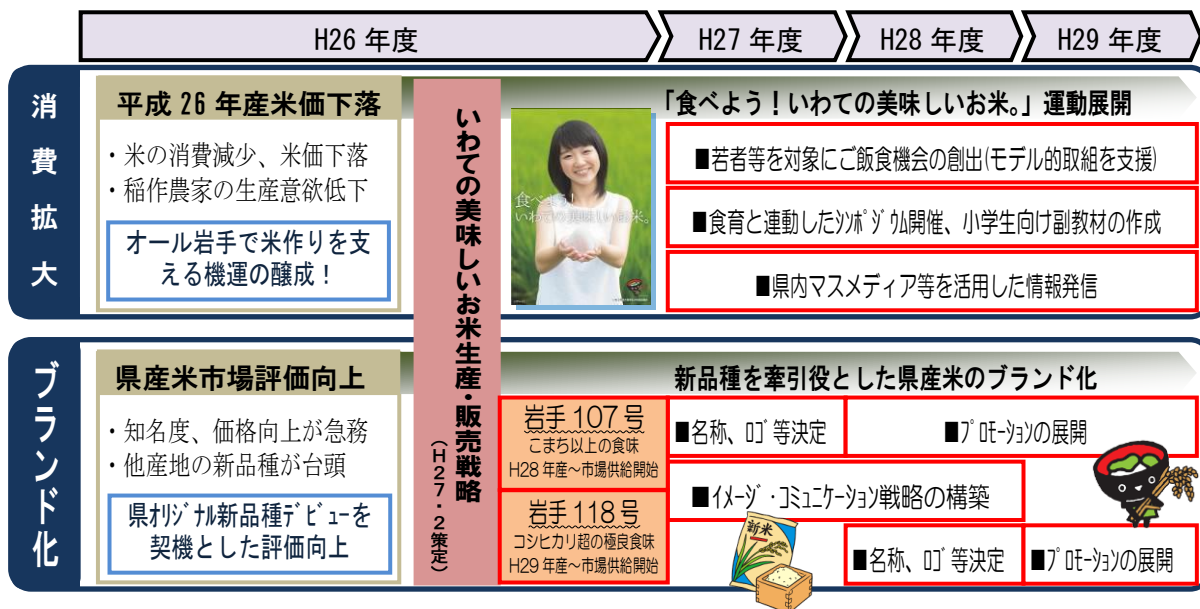 H26 年度
H27 年度
H28 年度
H29 年度
消費拡大
平成 26 年産米価下落
・米の消費減少、米価下落
・稲作農家の生産意欲低下
オール岩手で米作りを支
える機運の醸成！
いわての美味しいお米生産・販売戦略
（H27・2策定）
「食べよう！いわての美味しいお米。」運動展開
食べよう！
いわての美味しいお米。
■若者等を対象にご飯食機会の創出(モデル的取組を支援)
■食育と連動したｼﾝﾎﾟｼﾞｳﾑ開催、小学生向け副教材の作成
■県内マスメディア等を活用した情報発信
ブランド化
県産米市場評価向上
・知名度、価格向上が急務
・他産地の新品種が台頭
県ｵﾘｼﾞﾅﾙ新品種ﾃﾞﾋﾞｭｰを
契機とした評価向上
新品種を牽引役とした県産米のブランド化
岩手 107 号
こまち以上の食味
H28 年産～市場供給開始
■名称、ﾛｺﾞ等決定
■ﾌﾟﾛﾓｰｼｮﾝの展開
■ｲﾒｰｼﾞ・ｺﾐｭﾆｹｰｼｮﾝ戦略の構築
岩手 118 号
コシヒカリ超の極良食味
H29 年産～市場供給開始
新米
■名称、ﾛｺﾞ等決定
■ﾌﾟﾛﾓｰｼｮﾝの展開